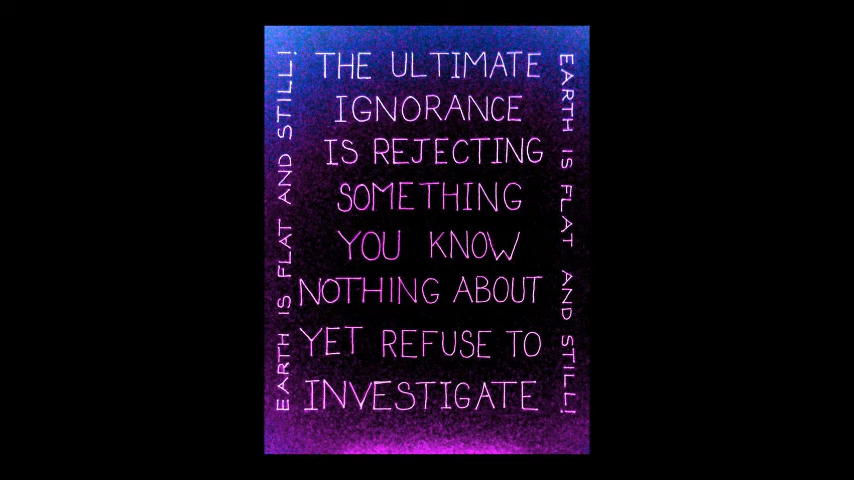 EARTH IS FLAT AND STILL!
THE ULTIMATE
IGNORANCE
IS REJECTING
SOMETHING
YOU KNOW
NOTHING ABOUT
YET REFUSE TO
INVESTIGATE
EARTH IS FLAT AND STILL!